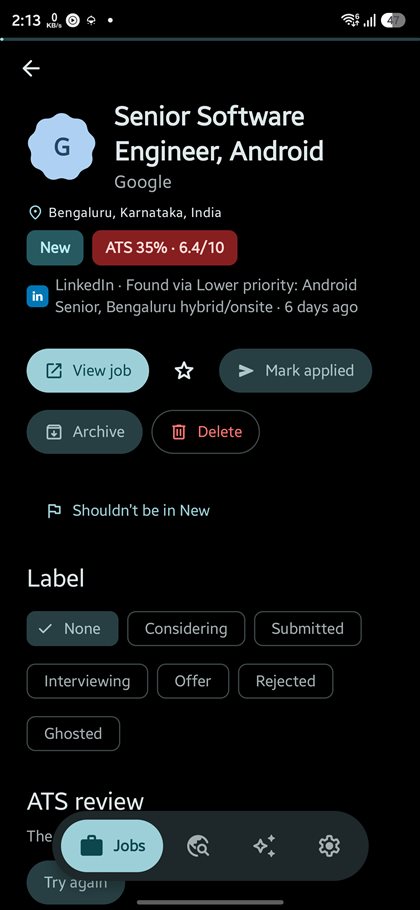 2:13 0 KB/s 6 47
Senior Software
Engineer, Android
G
Google
Bengaluru, Karnataka, India
New ATS 35% · 6.4/10
in LinkedIn · Found via Lower priority: Android
Senior, Bengaluru hybrid/onsite · 6 days ago
View job Mark applied
Archive Delete
Shouldn't be in New
Label
None Considering Submitted
Interviewing Offer Rejected
Ghosted
ATS review
The
Jobs
Try again